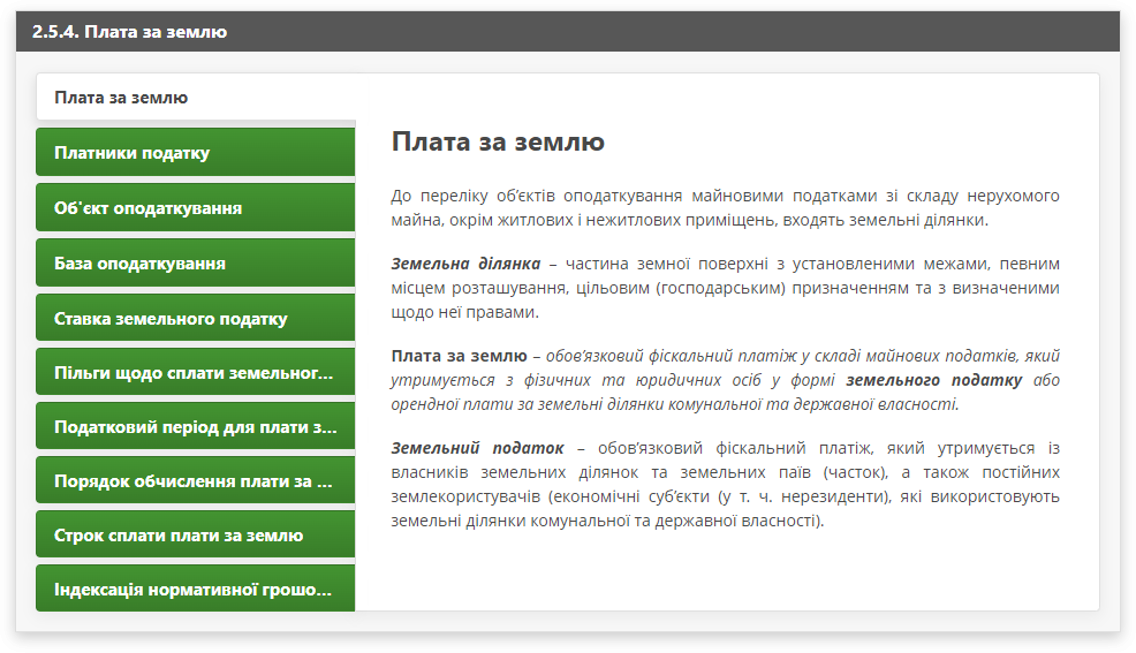 2.5.4. Плата за землю
Плата за землю
Платники податку
Об'єкт оподаткування
База оподаткування
Ставка земельного податку
Пільги щодо сплати земельног...
Податковий період для плати з...
Порядок обчислення плати за ...
Строк сплати плати за землю
Індексація нормативної грошо...
Плата за землю
До переліку об’єктів оподаткування майновими податками зі складу нерухомого
майна, окрім житлових і нежитлових приміщень, входять земельні ділянки.
Земельна ділянка – частина земної поверхні з установленими межами, певним
місцем розташування, цільовим (господарським) призначенням та з визначеними
щодо неї правами.
Плата за землю – обов’язковий фіскальний платіж у складі майнових податків, який
утримується з фізичних та юридичних осіб у формі земельного податку або
орендної плати за земельні ділянки комунальної та державної власності.
Земельний податок – обов’язковий фіскальний платіж, який утримується із
власників земельних ділянок та земельних паїв (часток), а також постійних
землекористувачів (економічні суб’єкти (у т. ч. нерезиденти), які використовують
земельні ділянки комунальної та державної власності).